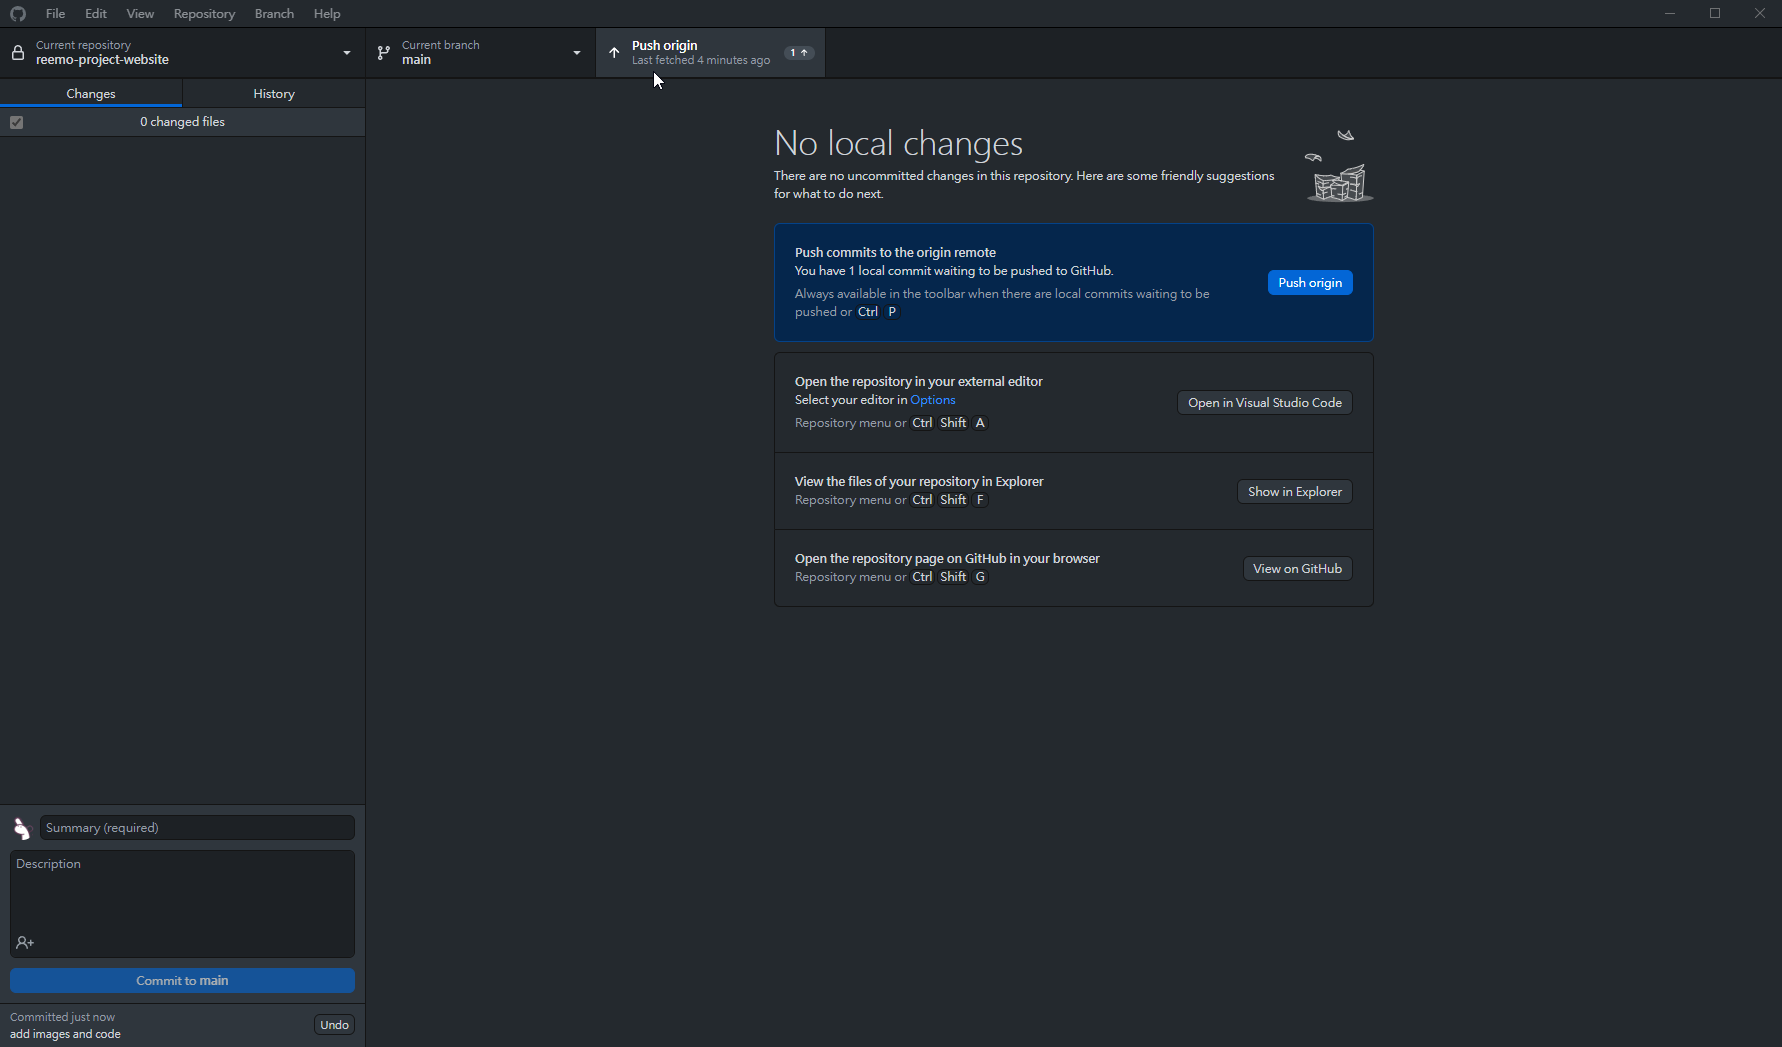 File Edit View Repository Branch Help
Current repository
reemo-project-website
Current branch
main
Push origin
Last fetched 4 minutes ago
1
Changes
History
0 changed files
No local changes
There are no uncommitted changes in this repository. Here are some friendly suggestions
for what to do next.
Push commits to the origin remote
You have 1 local commit waiting to be pushed to GitHub.
Always available in the toolbar when there are local commits waiting to be
pushed or Ctrl P
Push origin
Open the repository in your external editor
Select your editor in Options
Repository menu or Ctrl Shift A
Open in Visual Studio Code
View the files of your repository in Explorer
Repository menu or Ctrl Shift F
Show in Explorer
Open the repository page on GitHub in your browser
Repository menu or Ctrl Shift G
View on GitHub
Summary (required)
Description
Commit to main
Committed just now
add images and code
Undo